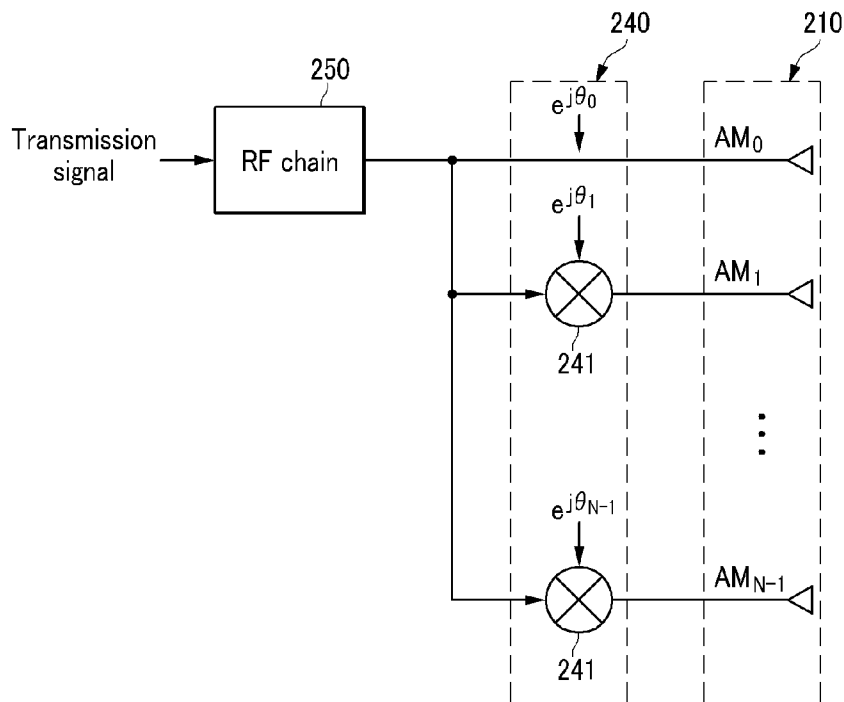 240
210
250
e^jθ0
Transmission
signal
RF chain
AM0
e^jθ1
AM1
241
e^jθN-1
AMN-1
241